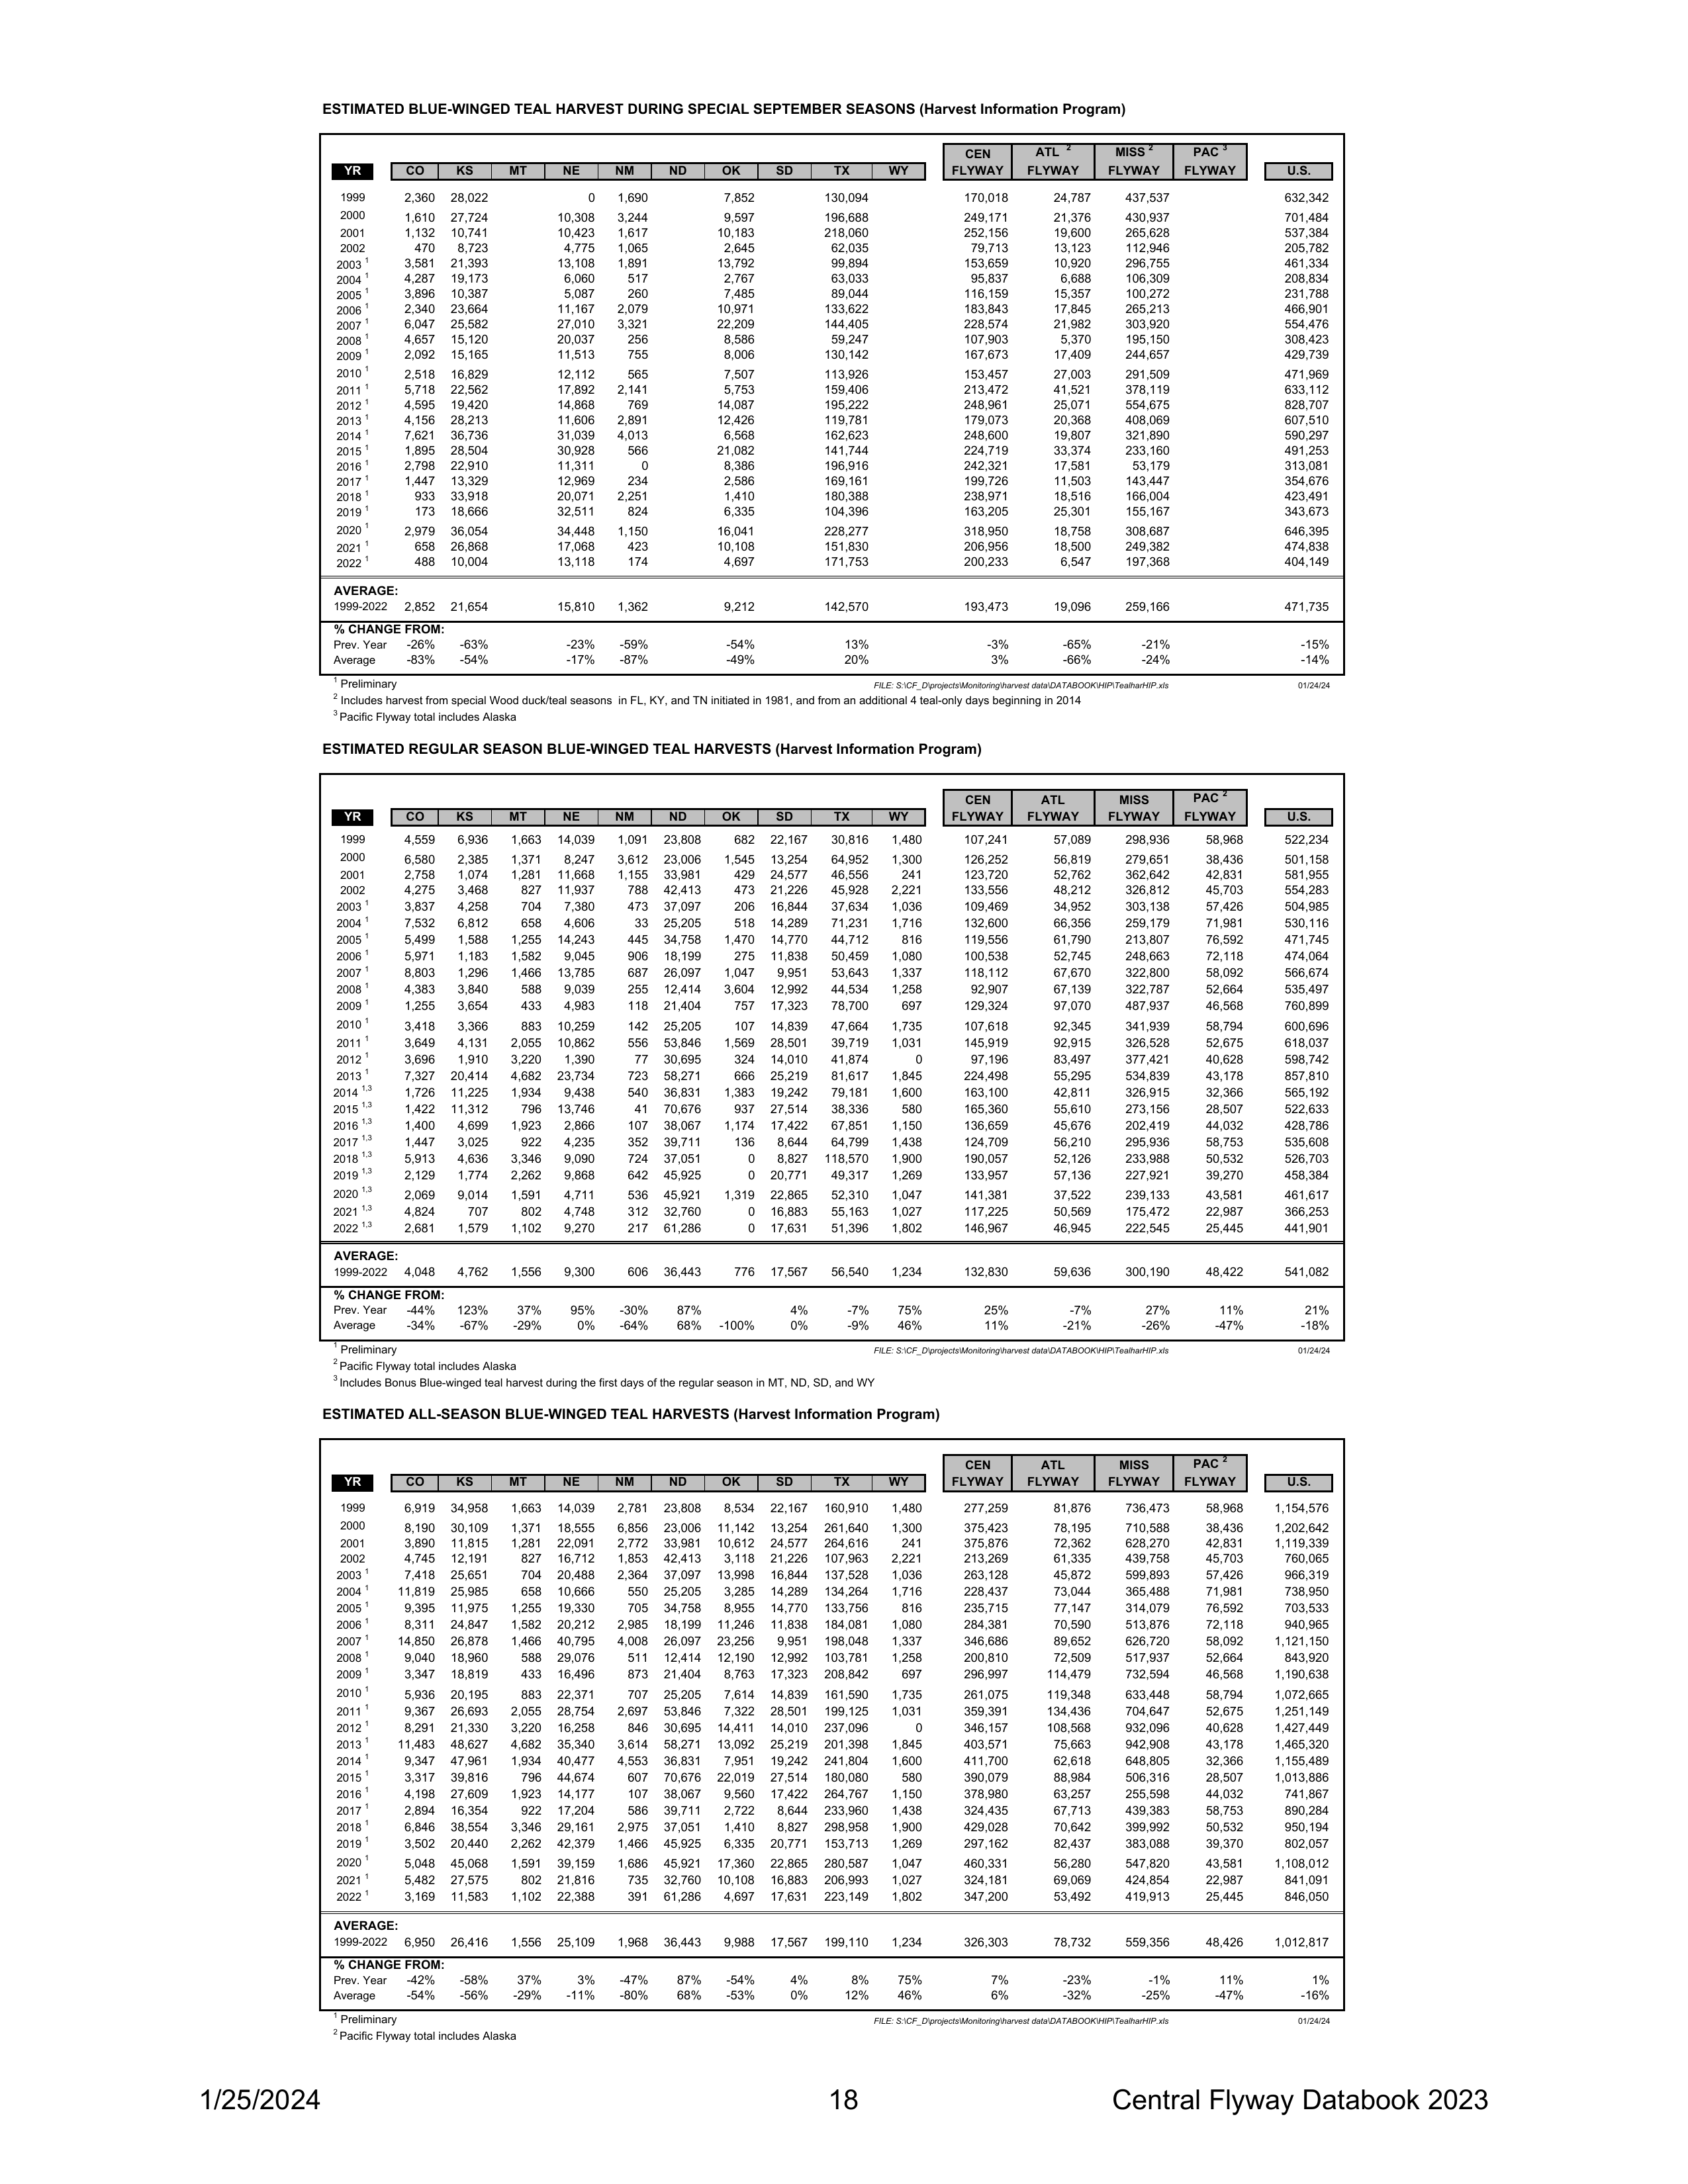 ESTIMATED BLUE-WINGED TEAL HARVEST DURING SPECIAL SEPTEMBER SEASONS (Harvest Information Program)
CEN ATL 2 MISS 2 PAC 3
YR CO KS MT NE NM ND OK SD TX WY FLYWAY FLYWAY FLYWAY FLYWAY U.S.
1999 2,360 28,022 0 1,690 7,852 130,094 170,018 24,787 437,537 632,342
2000 1,610 27,724 10,308 3,244 9,597 196,688 249,171 21,376 430,937 701,484
2001 1,132 10,741 10,423 1,617 10,183 218,060 252,156 19,600 265,628 537,384
2002 470 8,723 4,775 1,065 2,645 62,035 79,713 13,123 112,946 205,782
2003 1 3,581 21,393 13,108 1,891 13,792 99,894 153,659 10,920 296,755 461,334
2004 1 4,287 19,173 6,060 517 2,767 63,033 95,837 6,688 106,309 208,834
2005 1 3,896 10,387 5,087 260 7,485 89,044 116,159 15,357 100,272 231,788
2006 1 2,340 23,664 11,167 2,079 10,971 133,622 183,843 17,845 265,213 466,901
2007 1 6,047 25,582 27,010 3,321 22,209 144,405 228,574 21,982 303,920 554,476
2008 1 4,657 15,120 20,037 256 8,586 59,247 107,903 5,370 195,150 308,423
2009 1 2,092 15,165 11,513 755 8,006 130,142 167,673 17,409 244,657 429,739
2010 1 2,518 16,829 12,112 565 7,507 113,926 153,457 27,003 291,509 471,969
2011 1 5,718 22,562 17,892 2,141 5,753 159,406 213,472 41,521 378,119 633,112
2012 1 4,595 19,420 14,868 769 14,087 195,222 248,961 25,071 554,675 828,707
2013 1 4,156 28,213 11,606 2,891 12,426 119,781 179,073 20,368 408,069 607,510
2014 1 7,621 36,736 31,039 4,013 6,568 162,623 248,600 19,807 321,890 590,297
2015 1 1,895 28,504 30,928 566 21,082 141,744 224,719 33,374 233,160 491,253
2016 1 2,798 22,910 11,311 0 8,386 196,916 242,321 17,581 53,179 313,081
2017 1 1,447 13,329 12,969 234 2,586 169,161 199,726 11,503 143,447 354,676
2018 1 933 33,918 20,071 2,251 1,410 180,388 238,971 18,516 166,004 423,491
2019 1 173 18,666 32,511 824 6,335 104,396 163,205 25,301 155,167 343,673
2020 1 2,979 36,054 34,448 1,150 16,041 228,277 318,950 18,758 308,687 646,395
2021 1 658 26,868 17,068 423 10,108 151,830 206,956 18,500 249,382 474,838
2022 1 488 10,004 13,118 174 4,697 171,753 200,233 6,547 197,368 404,149
AVERAGE:
1999-2022 2,852 21,654 15,810 1,362 9,212 142,570 193,473 19,096 259,166 471,735
% CHANGE FROM:
Prev. Year -26% -63% -23% -59% -54% 13% -3% -65% -21% -15%
Average -83% -54% -17% -87% -49% 20% 3% -66% -24% -14%
1 Preliminary FILE: S:\CF_D\projects\Monitoring\harvest data\DATABOOK\HIP\TealharHIP.xls 01/24/24
2 Includes harvest from special Wood duck/teal seasons in FL, KY, and TN initiated in 1981, and from an additional 4 teal-only days beginning in 2014
3 Pacific Flyway total includes Alaska
ESTIMATED REGULAR SEASON BLUE-WINGED TEAL HARVESTS (Harvest Information Program)
CEN ATL MISS PAC 2
YR CO KS MT NE NM ND OK SD TX WY FLYWAY FLYWAY FLYWAY FLYWAY U.S.
1999 4,559 6,936 1,663 14,039 1,091 23,808 682 22,167 30,816 1,480 107,241 57,089 298,936 58,968 522,234
2000 6,580 2,385 1,371 8,247 3,612 23,006 1,545 13,254 64,952 1,300 126,252 56,819 279,651 38,436 501,158
2001 2,758 1,074 1,281 11,668 1,155 33,981 429 24,577 46,556 241 123,720 52,762 362,642 42,831 581,955
2002 4,275 3,468 827 11,937 788 42,413 473 21,226 45,928 2,221 133,556 48,212 326,812 45,703 554,283
2003 1 3,837 4,258 704 7,380 473 37,097 206 16,844 37,634 1,036 109,469 34,952 303,138 57,426 504,985
2004 1 7,532 6,812 658 4,606 33 25,205 518 14,289 71,231 1,716 132,600 66,356 259,179 71,981 530,116
2005 1 5,499 1,588 1,255 14,243 445 34,758 1,470 14,770 44,712 816 119,556 61,790 213,807 76,592 471,745
2006 1 5,971 1,183 1,582 9,045 906 18,199 275 11,838 50,459 1,080 100,538 52,745 248,663 72,118 474,064
2007 1 8,803 1,296 1,466 13,785 687 26,097 1,047 9,951 53,643 1,337 118,112 67,670 322,800 58,092 566,674
2008 1 4,383 3,840 588 9,039 255 12,414 3,604 12,992 44,534 1,258 92,907 67,139 322,787 52,664 535,497
2009 1 1,255 3,654 433 4,983 118 21,404 757 17,323 78,700 697 129,324 97,070 487,937 46,568 760,899
2010 1 3,418 3,366 883 10,259 142 25,205 107 14,839 47,664 1,735 107,618 92,345 341,939 58,794 600,696
2011 1 3,649 4,131 2,055 10,862 556 53,846 1,569 28,501 39,719 1,031 145,919 92,915 326,528 52,675 618,037
2012 1 3,696 1,910 3,220 1,390 77 30,695 324 14,010 41,874 0 97,196 83,497 377,421 40,628 598,742
2013 1 7,327 20,414 4,682 23,734 723 58,271 666 25,219 81,617 1,845 224,498 55,295 534,839 43,178 857,810
2014 1,3 1,726 11,225 1,934 9,438 540 36,831 1,383 19,242 79,181 1,600 163,100 42,811 326,915 32,366 565,192
2015 1,3 1,422 11,312 796 13,746 41 70,676 937 27,514 38,336 580 165,360 55,610 273,156 28,507 522,633
2016 1,3 1,400 4,699 1,923 2,866 107 38,067 1,174 17,422 67,851 1,150 136,659 45,676 202,419 44,032 428,786
2017 1,3 1,447 3,025 922 4,235 352 39,711 136 8,644 64,799 1,438 124,709 56,210 295,936 58,753 535,608
2018 1,3 5,913 4,636 3,346 9,090 724 37,051 0 8,827 118,570 1,900 190,057 52,126 233,988 50,532 526,703
2019 1,3 2,129 1,774 2,262 9,868 642 45,925 0 20,771 49,317 1,269 133,957 57,136 227,921 39,270 458,384
2020 1,3 2,069 9,014 1,591 4,711 536 45,921 1,319 22,865 52,310 1,047 141,381 37,522 239,133 43,581 461,617
2021 1,3 4,824 707 802 4,748 312 32,760 0 16,883 55,163 1,027 117,225 50,569 175,472 22,987 366,253
2022 1,3 2,681 1,579 1,102 9,270 217 61,286 0 17,631 51,396 1,802 146,967 46,945 222,545 25,445 441,901
AVERAGE:
1999-2022 4,048 4,762 1,556 9,300 606 36,443 776 17,567 56,540 1,234 132,830 59,636 300,190 48,422 541,082
% CHANGE FROM:
Prev. Year -44% 123% 37% 95% -30% 87% 4% -7% 75% 25% -7% 27% 11% 21%
Average -34% -67% -29% 0% -64% 68% -100% 0% -9% 46% 11% -21% -26% -47% -18%
1 Preliminary FILE: S:\CF_D\projects\Monitoring\harvest data\DATABOOK\HIP\TealharHIP.xls 01/24/24
2 Pacific Flyway total includes Alaska
3 Includes Bonus Blue-winged teal harvest during the first days of the regular season in MT, ND, SD, and WY
ESTIMATED ALL-SEASON BLUE-WINGED TEAL HARVESTS (Harvest Information Program)
CEN ATL MISS PAC 2
YR CO KS MT NE NM ND OK SD TX WY FLYWAY FLYWAY FLYWAY FLYWAY U.S.
1999 6,919 34,958 1,663 14,039 2,781 23,808 8,534 22,167 160,910 1,480 277,259 81,876 736,473 58,968 1,154,576
2000 8,190 30,109 1,371 18,555 6,856 23,006 11,142 13,254 261,640 1,300 375,423 78,195 710,588 38,436 1,202,642
2001 3,890 11,815 1,281 22,091 2,772 33,981 10,612 24,577 264,616 241 375,876 72,362 628,270 42,831 1,119,339
2002 4,745 12,191 827 16,712 1,853 42,413 3,118 21,226 107,963 2,221 213,269 61,335 439,758 45,703 760,065
2003 1 7,418 25,651 704 20,488 2,364 37,097 13,998 16,844 137,528 1,036 263,128 45,872 599,893 57,426 966,319
2004 1 11,819 25,985 658 10,666 550 25,205 3,285 14,289 134,264 1,716 228,437 73,044 365,488 71,981 738,950
2005 1 9,395 11,975 1,255 19,330 705 34,758 8,955 14,770 133,756 816 235,715 77,147 314,079 76,592 703,533
2006 1 8,311 24,847 1,582 20,212 2,985 18,199 11,246 11,838 184,081 1,080 284,381 70,590 513,876 72,118 940,965
2007 1 14,850 26,878 1,466 40,795 4,008 26,097 23,256 9,951 198,048 1,337 346,686 89,652 626,720 58,092 1,121,150
2008 1 9,040 18,960 588 29,076 511 12,414 12,190 12,992 103,781 1,258 200,810 72,509 517,937 52,664 843,920
2009 1 3,347 18,819 433 16,496 873 21,404 8,763 17,323 208,842 697 296,997 114,479 732,594 46,568 1,190,638
2010 1 5,936 20,195 883 22,371 707 25,205 7,614 14,839 161,590 1,735 261,075 119,348 633,448 58,794 1,072,665
2011 1 9,367 26,693 2,055 28,754 2,697 53,846 7,322 28,501 199,125 1,031 359,391 134,436 704,647 52,675 1,251,149
2012 1 8,291 21,330 3,220 16,258 846 30,695 14,411 14,010 237,096 0 346,157 108,568 932,096 40,628 1,427,449
2013 1 11,483 48,627 4,682 35,340 3,614 58,271 13,092 25,219 201,398 1,845 403,571 75,663 942,908 43,178 1,465,320
2014 1 9,347 47,961 1,934 40,477 4,553 36,831 7,951 19,242 241,804 1,600 411,700 62,618 648,805 32,366 1,155,489
2015 1 3,317 39,816 796 44,674 607 70,676 22,019 27,514 180,080 580 390,079 88,984 506,316 28,507 1,013,886
2016 1 4,198 27,609 1,923 14,177 107 38,067 9,560 17,422 264,767 1,150 378,980 63,257 255,598 44,032 741,867
2017 1 2,894 16,354 922 17,204 586 39,711 2,722 8,644 233,960 1,438 324,435 67,713 439,383 58,753 890,284
2018 1 6,846 38,554 3,346 29,161 2,975 37,051 1,410 8,827 298,958 1,900 429,028 70,642 399,992 50,532 950,194
2019 1 3,502 20,440 2,262 42,379 1,466 45,925 6,335 20,771 153,713 1,269 297,162 82,437 383,088 39,370 802,057
2020 1 5,048 45,068 1,591 39,159 1,686 45,921 17,360 22,865 280,587 1,047 460,331 56,280 547,820 43,581 1,108,012
2021 1 5,482 27,575 802 21,816 735 32,760 10,108 16,883 206,993 1,027 324,181 69,069 424,854 22,987 841,091
2022 1 3,169 11,583 1,102 22,388 391 61,286 4,697 17,631 223,149 1,802 347,200 53,492 419,913 25,445 846,050
AVERAGE:
1999-2022 6,950 26,416 1,556 25,109 1,968 36,443 9,988 17,567 199,110 1,234 326,303 78,732 559,356 48,426 1,012,817
% CHANGE FROM:
Prev. Year -42% -58% 37% 3% -47% 87% -54% 4% 8% 75% 7% -23% -1% 11% 1%
Average -54% -56% -29% -11% -80% 68% -53% 0% 12% 46% 6% -32% -25% -47% -16%
1 Preliminary FILE: S:\CF_D\projects\Monitoring\harvest data\DATABOOK\HIP\TealharHIP.xls 01/24/24
2 Pacific Flyway total includes Alaska
1/25/2024 18 Central Flyway Databook 2023